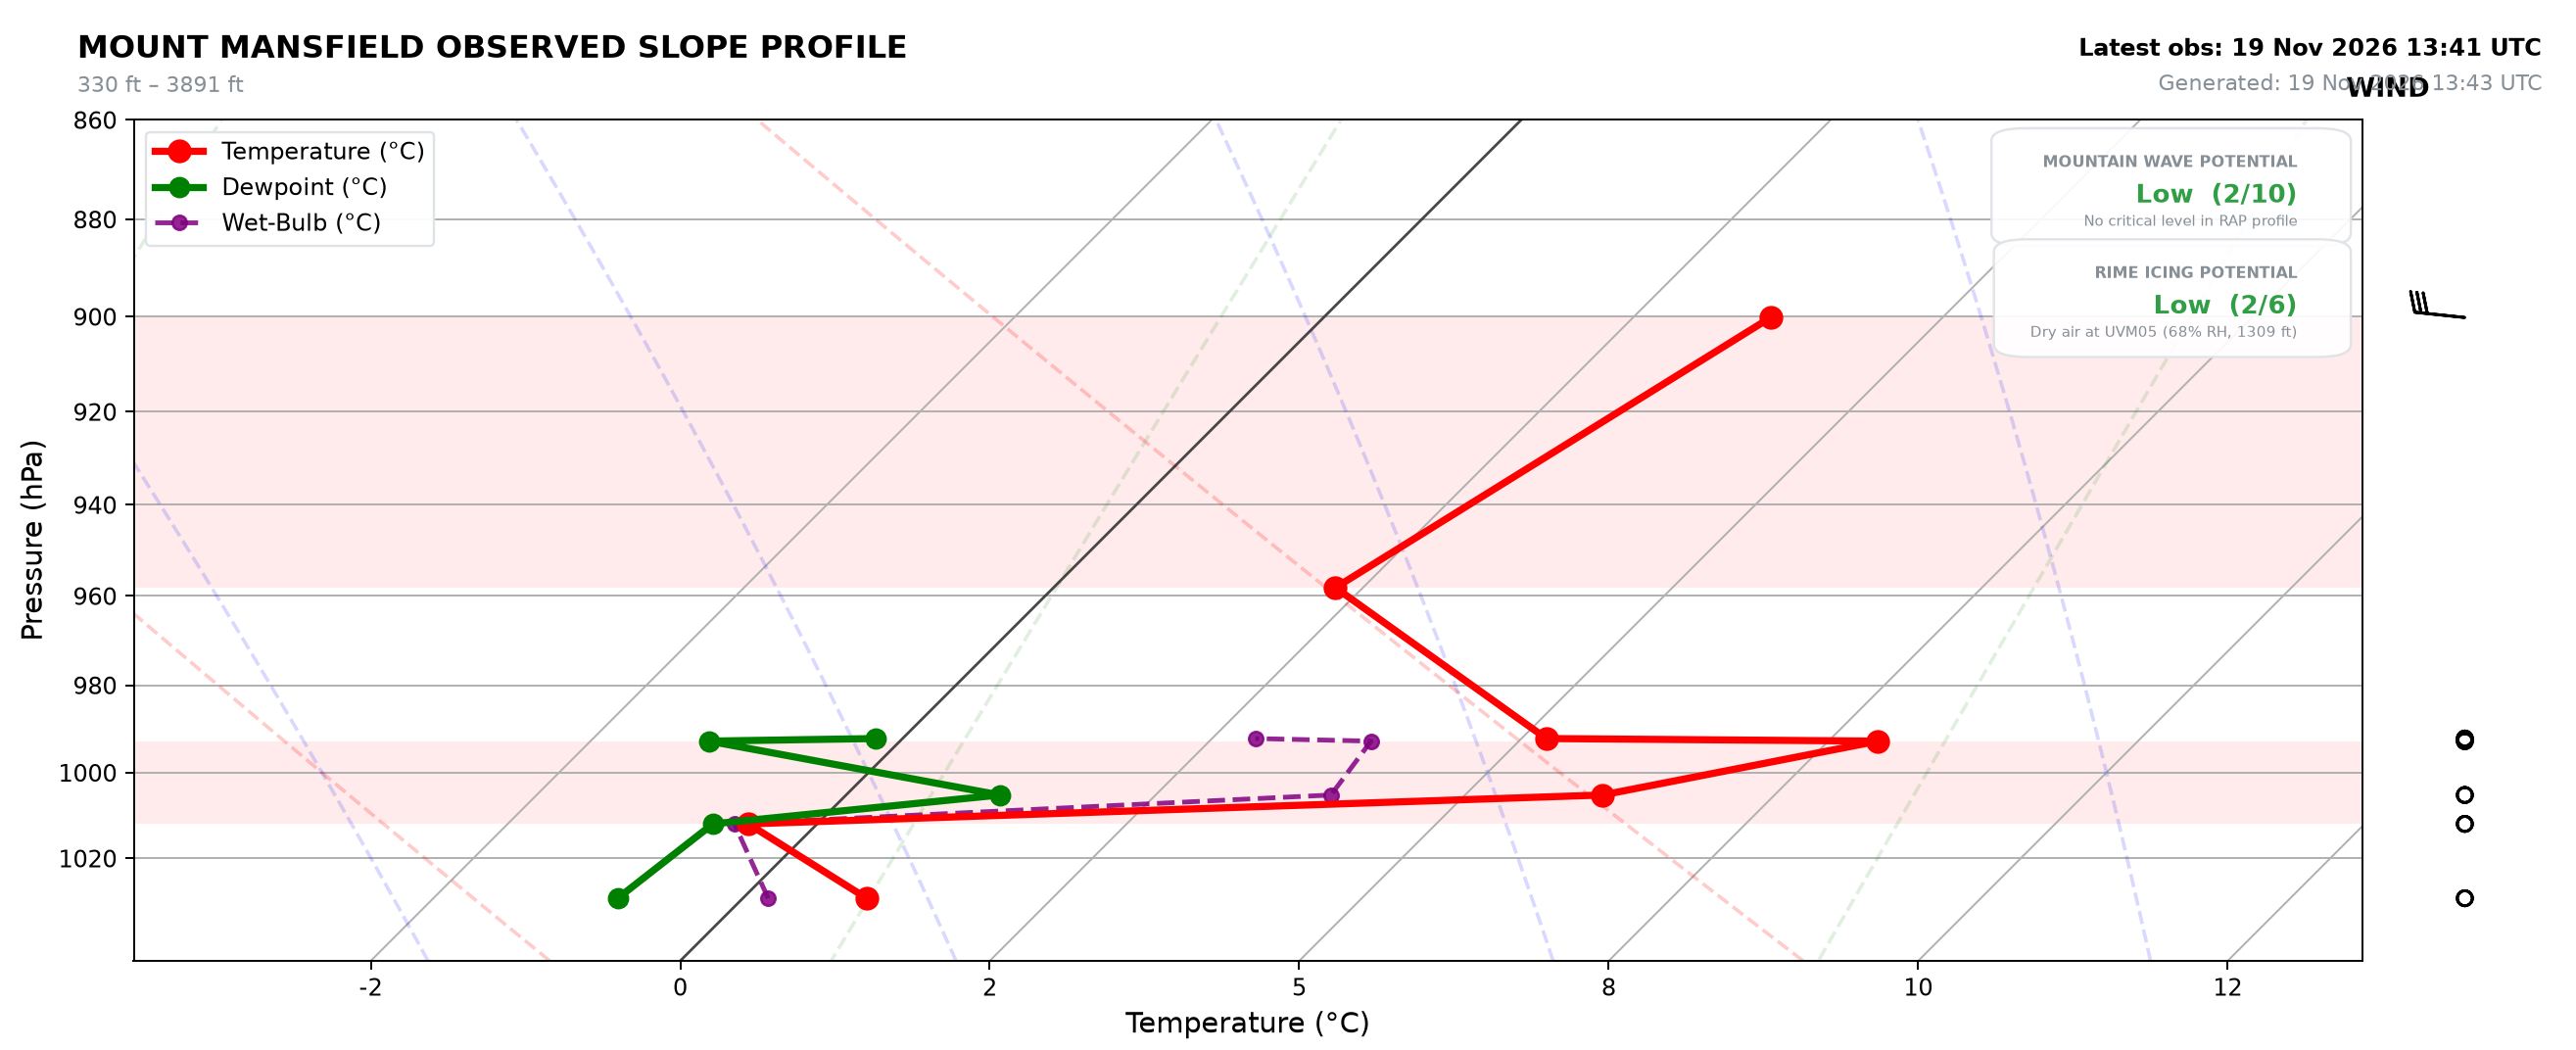 MOUNT MANSFIELD OBSERVED SLOPE PROFILE
Latest obs: 19 Nov 2026 13:41 UTC
330 ft – 3891 ft
Generated: 19 Nov 2026 13:43 UTC
WIND
Temperature (°C)
Dewpoint (°C)
Wet-Bulb (°C)
MOUNTAIN WAVE POTENTIAL
Low (2/10)
No critical level in RAP profile
RIME ICING POTENTIAL
Low (2/6)
Dry air at UVM05 (68% RH, 1309 ft)
Pressure (hPa)
860
880
900
920
940
960
980
1000
1020
-2 0 2 5 8 10 12
Temperature (°C)